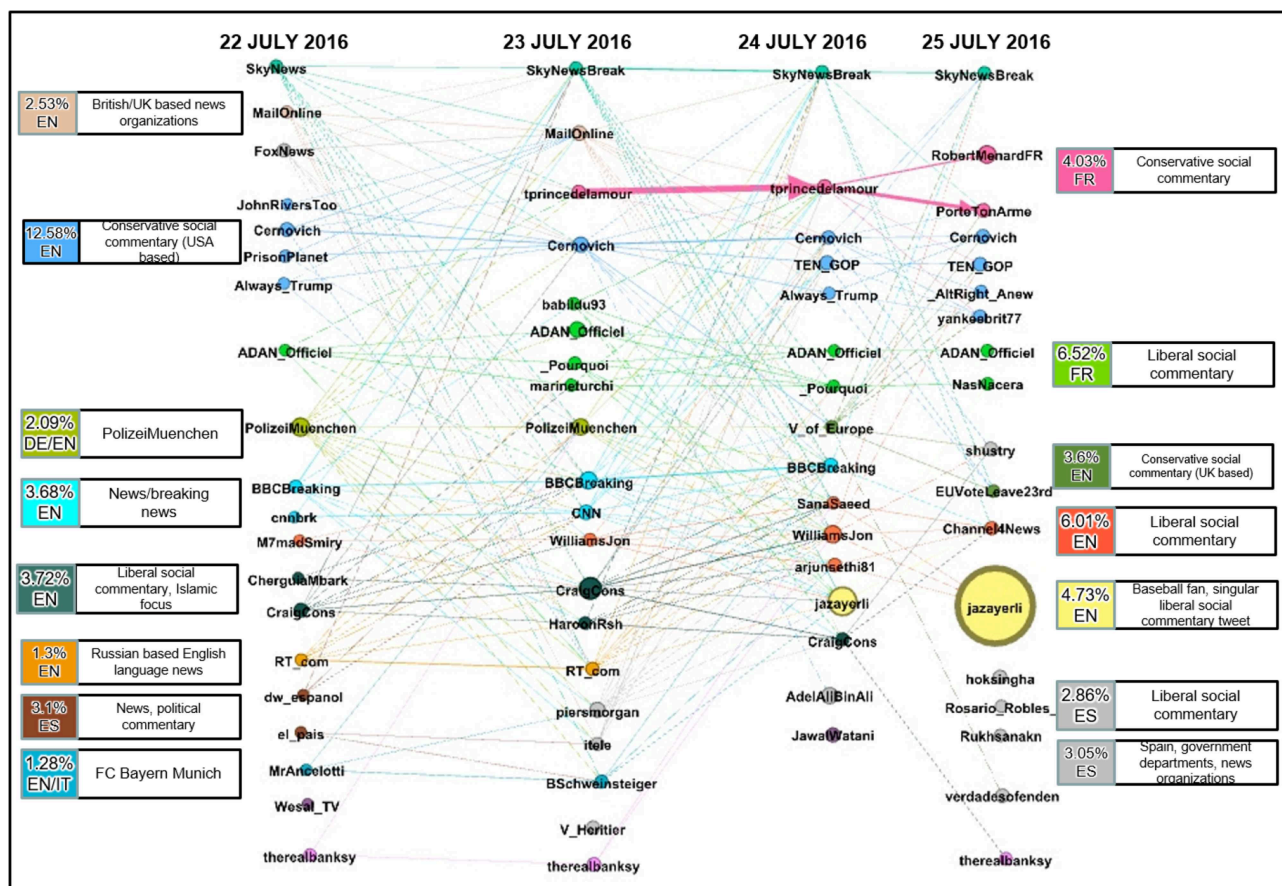 22 JULY 2016
23 JULY 2016
24 JULY 2016
25 JULY 2016
2.53%
EN
British/UK based news
organizations
12.58%
EN
Conservative social
commentary (USA
based)
2.09%
DE/EN
PolizeiMuenchen
3.68%
EN
News/breaking
news
3.72%
EN
Liberal social
commentary, Islamic
focus
1.3%
EN
Russian based English
language news
3.1%
ES
News, political
commentary
1.28%
EN/IT
FC Bayern Munich
SkyNews
MailOnline
FoxNews
JohnRiversToo
Cernovich
PrisonPlanet
Always_Trump
ADAN_Officiel
PolizeiMuenchen
BBCBreaking
cnnbrk
M7madSmiry
CherguiaMbark
CraigCons
RT_com
dw_espanol
el_pais
MrAncelotti
Wesal_TV
therealbanksy
SkyNewsBreak
MailOnline
tprincedelamour
Cernovich
babildu93
ADAN_Officiel
_Pourquoi
marineturchi
PolizeiMuenchen
BBCBreaking
CNN
WilliamsJon
CraigCons
HaroonRsh
RT_com
piersmorgan
itele
BSchweinsteiger
V_Heritier
therealbanksy
SkyNewsBreak
tprincedelamour
Cernovich
TEN_GOP
Always_Trump
ADAN_Officiel
_Pourquoi
V_of_Europe
BBCBreaking
SanaSaeed
WilliamsJon
arjunsethi81
jazayerli
CraigCons
AdelAliBinAli
JawalWatani
SkyNewsBreak
RobertMenardFR
PorteTonArme
Cernovich
TEN_GOP
_AltRight_Anew
yankeebrit77
ADAN_Officiel
NasNacera
shustry
EUVoteLeave23rd
Channel4News
jazayerli
hoksingha
Rosario_Robles_
Rukhsanakn
verdadesofenden
therealbanksy
4.03%
FR
Conservative social
commentary
6.52%
FR
Liberal social
commentary
3.6%
EN
Conservative social
commentary (UK based)
6.01%
EN
Liberal social
commentary
4.73%
EN
Baseball fan, singular
liberal social
commentary tweet
2.86%
ES
Liberal social
commentary
3.05%
ES
Spain, government
departments, news
organizations